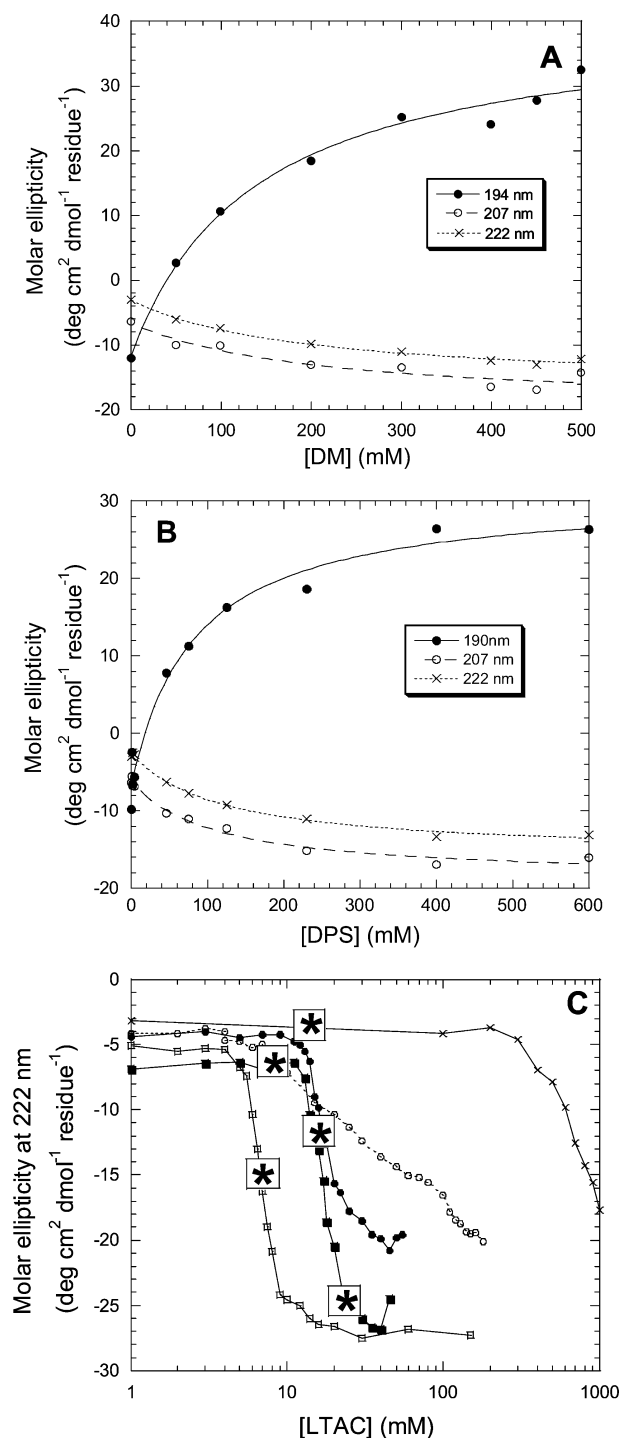 A
Molar ellipticity
(deg cm² dmol⁻¹ residue⁻¹)
40
30
20
10
0
-10
-20
194 nm
207 nm
222 nm
0 100 200 300 400 500
[DM] (mM)
B
Molar ellipticity
(deg cm² dmol⁻¹ residue⁻¹)
30
20
10
0
-10
-20
190nm
207 nm
222 nm
0 100 200 300 400 500 600
[DPS] (mM)
C
Molar elipticity at 222 nm
(deg cm² dmol⁻¹ residue⁻¹)
0
-5
-10
-15
-20
-25
-30
* * * * *
1 10 100 1000
[LTAC] (mM)